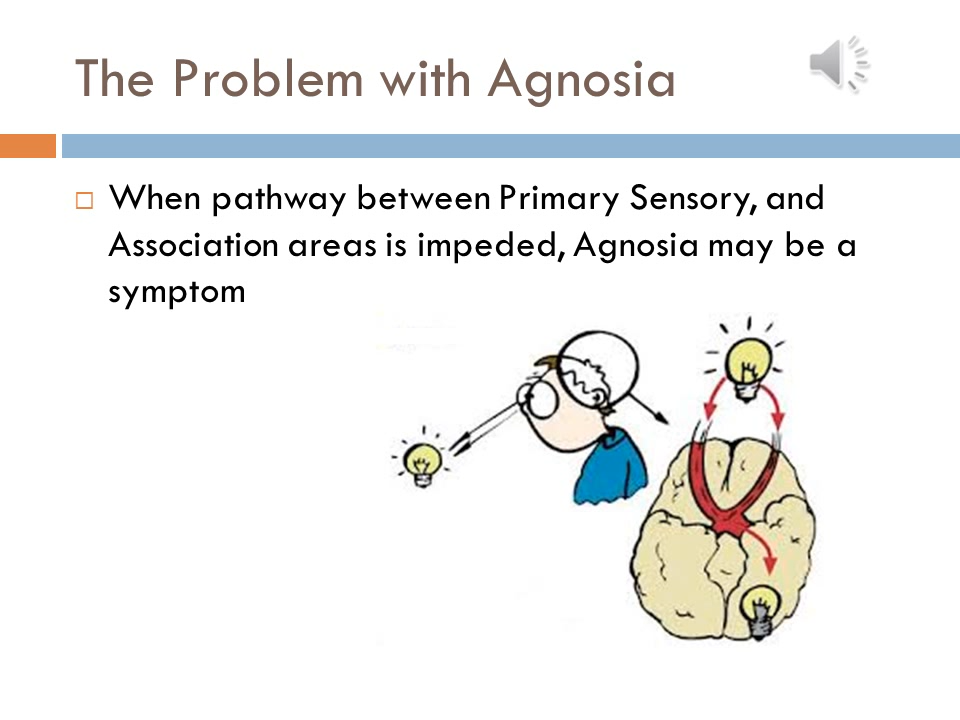 The Problem with Agnosia
When pathway between Primary Sensory, and
Association areas is impeded, Agnosia may be a
symptom